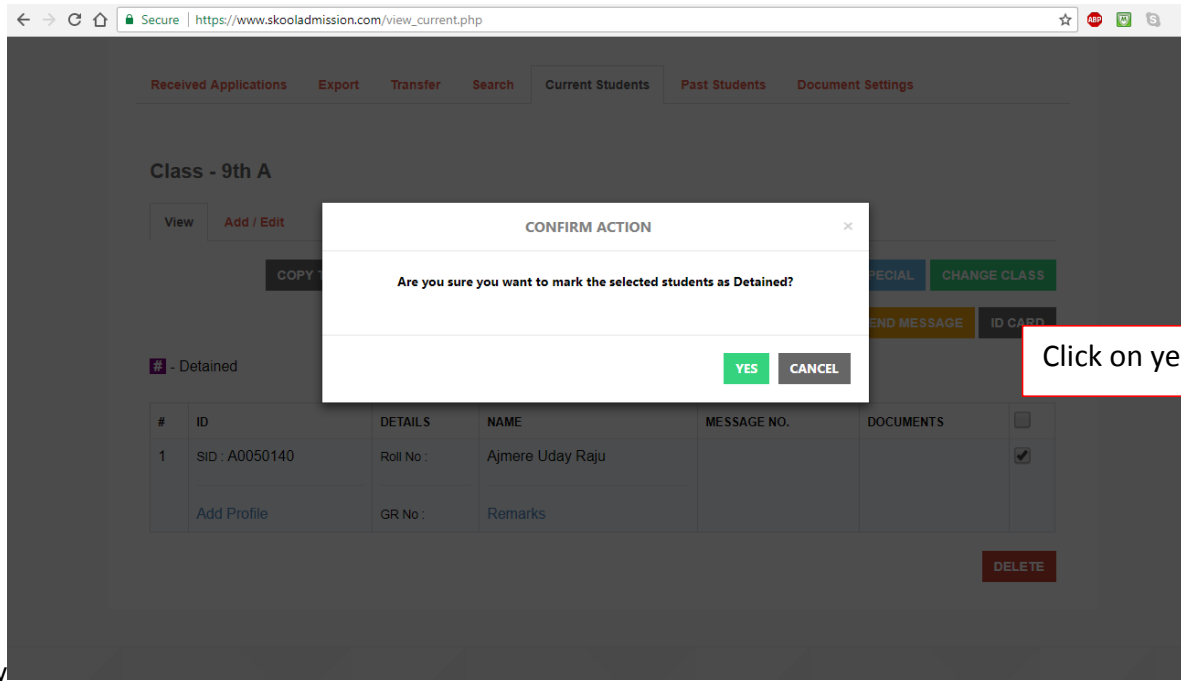 Secure | https://www.skooladmission.com/view_current.php
ABP
Received Applications Export Transfer Search Current Students Past Students Document Settings
Class - 9th A
View Add / Edit
CONFIRM ACTION ×
Are you sure you want to mark the selected students as Detained?
YES CANCEL
COPY CHANGE CLASS
MESSAGE ID CARD
Click on ye
# - Detained
# ID DETAILS NAME MESSAGE NO. DOCUMENTS
1 SID : A0050140 Roll No : Ajmere Uday Raju
Add Profile GR No : Remarks
DELETE